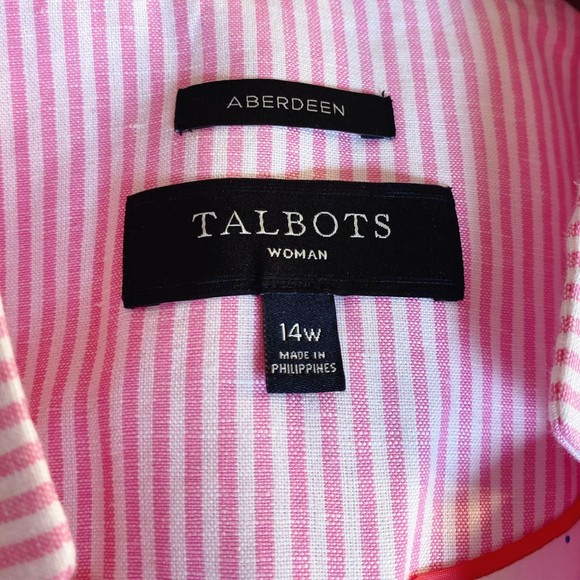 ABERDEEN
TALBOTS
WOMAN
14W
MADE IN
PHILIPPINES